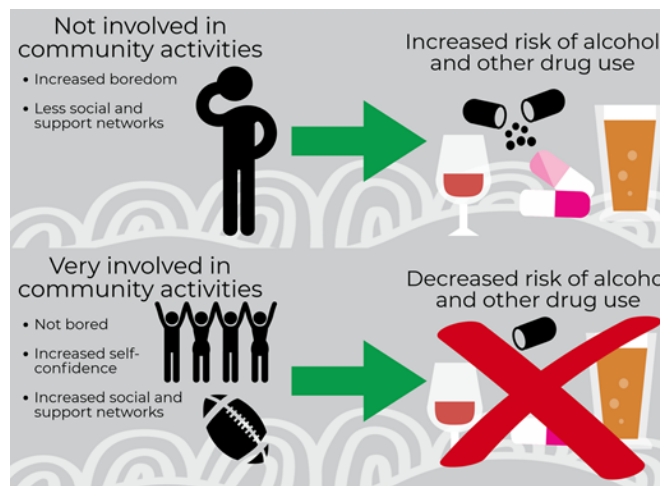 Not involved in
community activities
• Increased boredom
• Less social and
support networks
Increased risk of alcohol
and other drug use
Very involved in
community activities
• Not bored
• Increased self-
confidence
• Increased social and
support networks
Decreased risk of alcoho
and other drug use